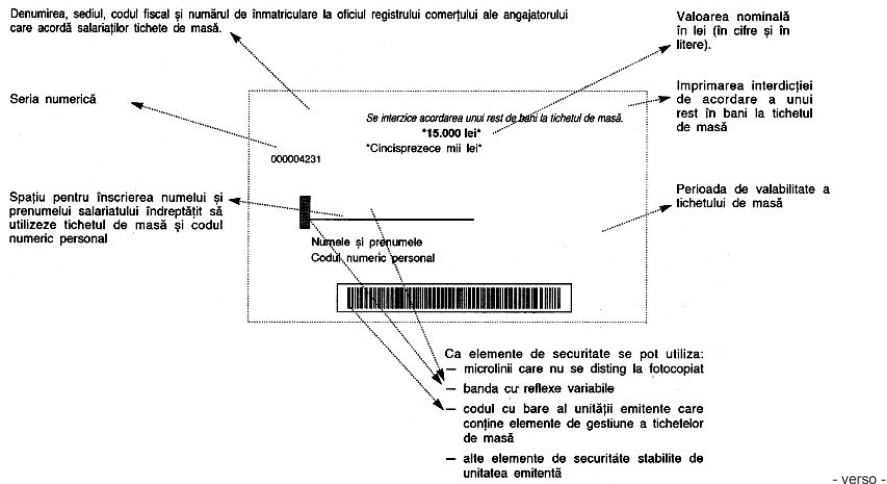 Denumirea, sediul, codul fiscal și numărul de înmatriculare la oficiul registrului comerțului ale angajatorului
care acordă salariaților tichete de masă.
Valoarea nominală
în lei (în cifre și în
litere).
Seria numerică
Imprimarea interdicției
de acordare a unui
rest în bani la tichetul
de masă
Se interzice acordarea unui rest de bani la tichetul de masă.
*15.000 lei*
*Cincisprezece mii lei*
000004231
Spațiu pentru înscrierea numelui și
prenumelui salariatului îndreptățit să
utilizeze tichetul de masă și codul
numeric personal
Perioada de valabilitate a
tichetului de masă
Numele și prenumele
Codul numeric personal
Ca elemente de securitate se pot utiliza:
— microlinii care nu se disting la fotocopiat
— banda cu reflexe variabile
— codul cu bare al unității emitente care
conține elemente de gestiune a tichetelor
de masă
— alte elemente de securitate stabilite de
unitatea emitentă
- verso -